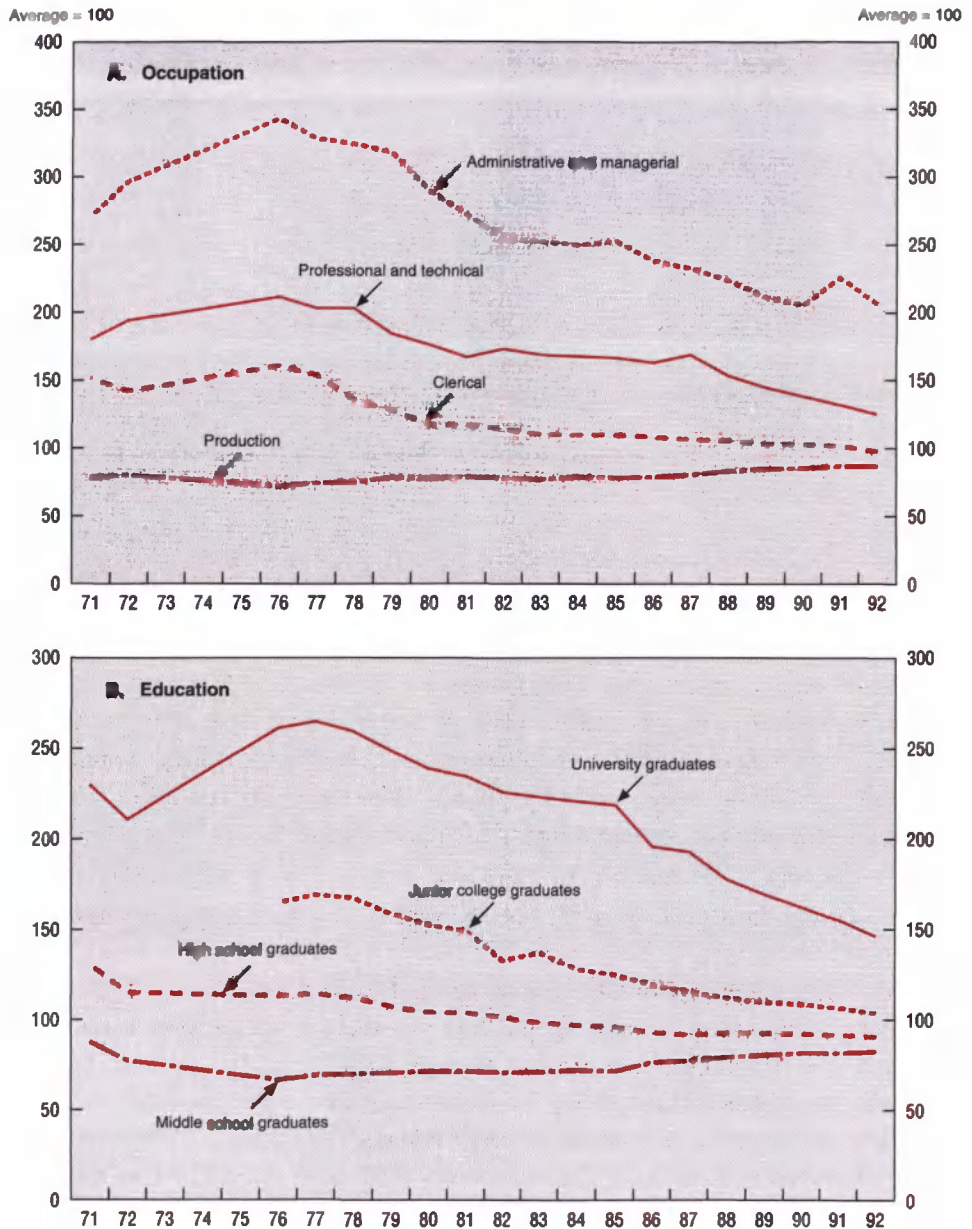 Average = 100 Average = 100
400 400
A. Occupation
350 350
300 300
Administrative managerial
250 250
Professional and technical
200 200
150 150
Clerical
100 100
Production
50 50
0 0
71 72 73 74 75 76 77 78 79 80 81 82 83 84 85 86 87 88 89 90 91 92
300 300
B. Education
250 250
University graduates
200 200
Junior college graduates
150 150
High school graduates
100 100
50 50
Middle school graduates
0 0
71 72 73 74 75 76 77 78 79 80 81 82 83 84 85 86 87 88 89 90 91 92